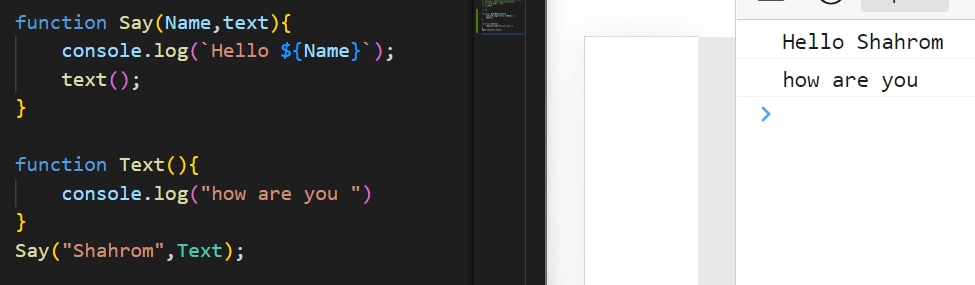 function Say(Name,text){
    console.log(`Hello ${Name}`);
    text();
}

function Text(){
    console.log("how are you ")
}
Say("Shahrom",Text);
Hello Shahrom
how are you